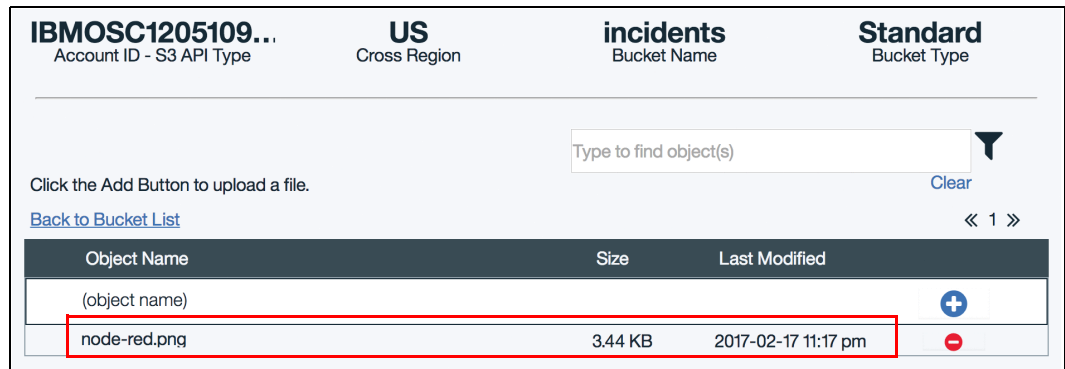 IBMOSC1205109... US incidents Standard
Account ID - S3 API Type Cross Region Bucket Name Bucket Type
Type to find object(s)
Clear
Click the Add Button to upload a file.
Back to Bucket List « 1 »
Object Name Size Last Modified
(object name)
node-red.png 3.44 KB 2017-02-17 11:17 pm